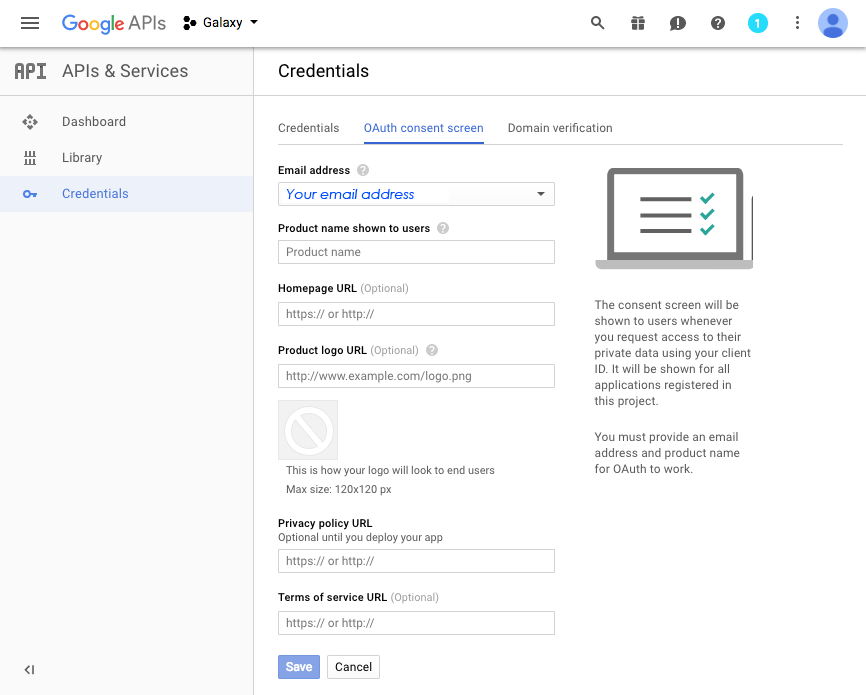 Google APIs Galaxy 1
API APIs & Services
Credentials
Dashboard
Library
Credentials
Credentials OAuth consent screen Domain verification
Email address ?
Your email address
Product name shown to users ?
Product name
Homepage URL (Optional)
https:// or http://
Product logo URL (Optional) ?
http://www.example.com/logo.png
This is how your logo will look to end users
Max size: 120x120 px
Privacy policy URL
Optional until you deploy your app
https:// or http://
Terms of service URL (Optional)
https:// or http://
Save Cancel
The consent screen will be
shown to users whenever
you request access to their
private data using your client
ID. It will be shown for all
applications registered in
this project.
You must provide an email
address and product name
for OAuth to work.